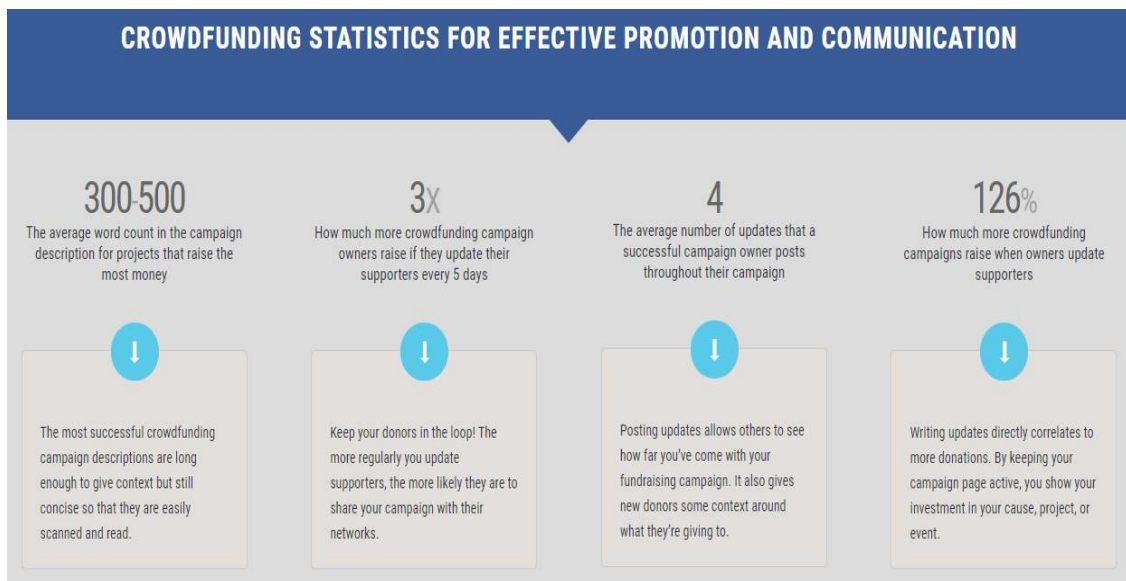 CROWDFUNDING STATISTICS FOR EFFECTIVE PROMOTION AND COMMUNICATION
300-500
The average word count in the campaign
description for projects that raise the
most money
The most successful crowdfunding
campaign descriptions are long
enough to give context but still
concise so that they are easily
scanned and read.
3X
How much more crowdfunding campaign
owners raise if they update their
supporters every 5 days
Keep your donors in the loop! The
more regularly you update
supporters, the more likely they are to
share your campaign with their
networks.
4
The average number of updates that a
successful campaign owner posts
throughout their campaign
Posting updates allows others to see
how far you've come with your
fundraising campaign. It also gives
new donors some context around
what they're giving to.
126%
How much more crowdfunding
campaigns raise when owners update
supporters
Writing updates directly correlates to
more donations. By keeping your
campaign page active, you show your
investment in your cause, project, or
event.